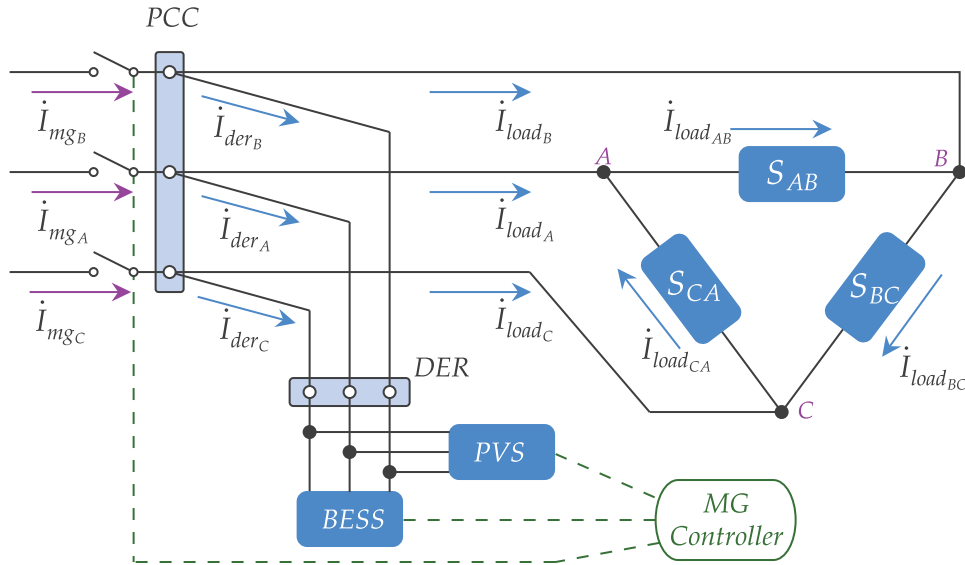 PCC
İ_mg_B
İ_der_B
İ_load_B
İ_load_AB
A
B
S_AB
İ_mg_A
İ_der_A
İ_load_A
S_CA
S_BC
İ_mg_C
İ_der_C
İ_load_C
İ_load_CA
İ_load_BC
DER
C
PVS
BESS
MG
Controller